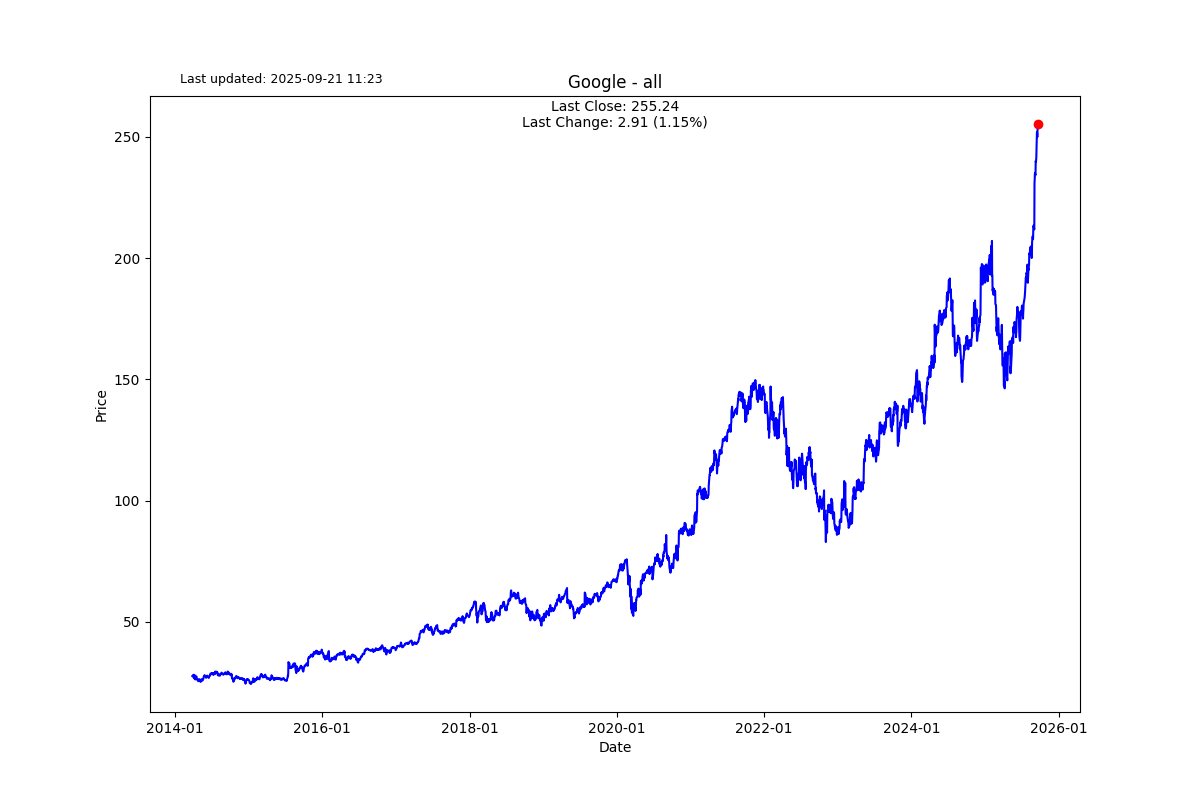 Last updated: 2025-09-21 11:23
Google - all
Last Close: 255.24
Last Change: 2.91 (1.15%)
250
200
150
100
50
Price
2014-01
2016-01
2018-01
2020-01
2022-01
2024-01
2026-01
Date